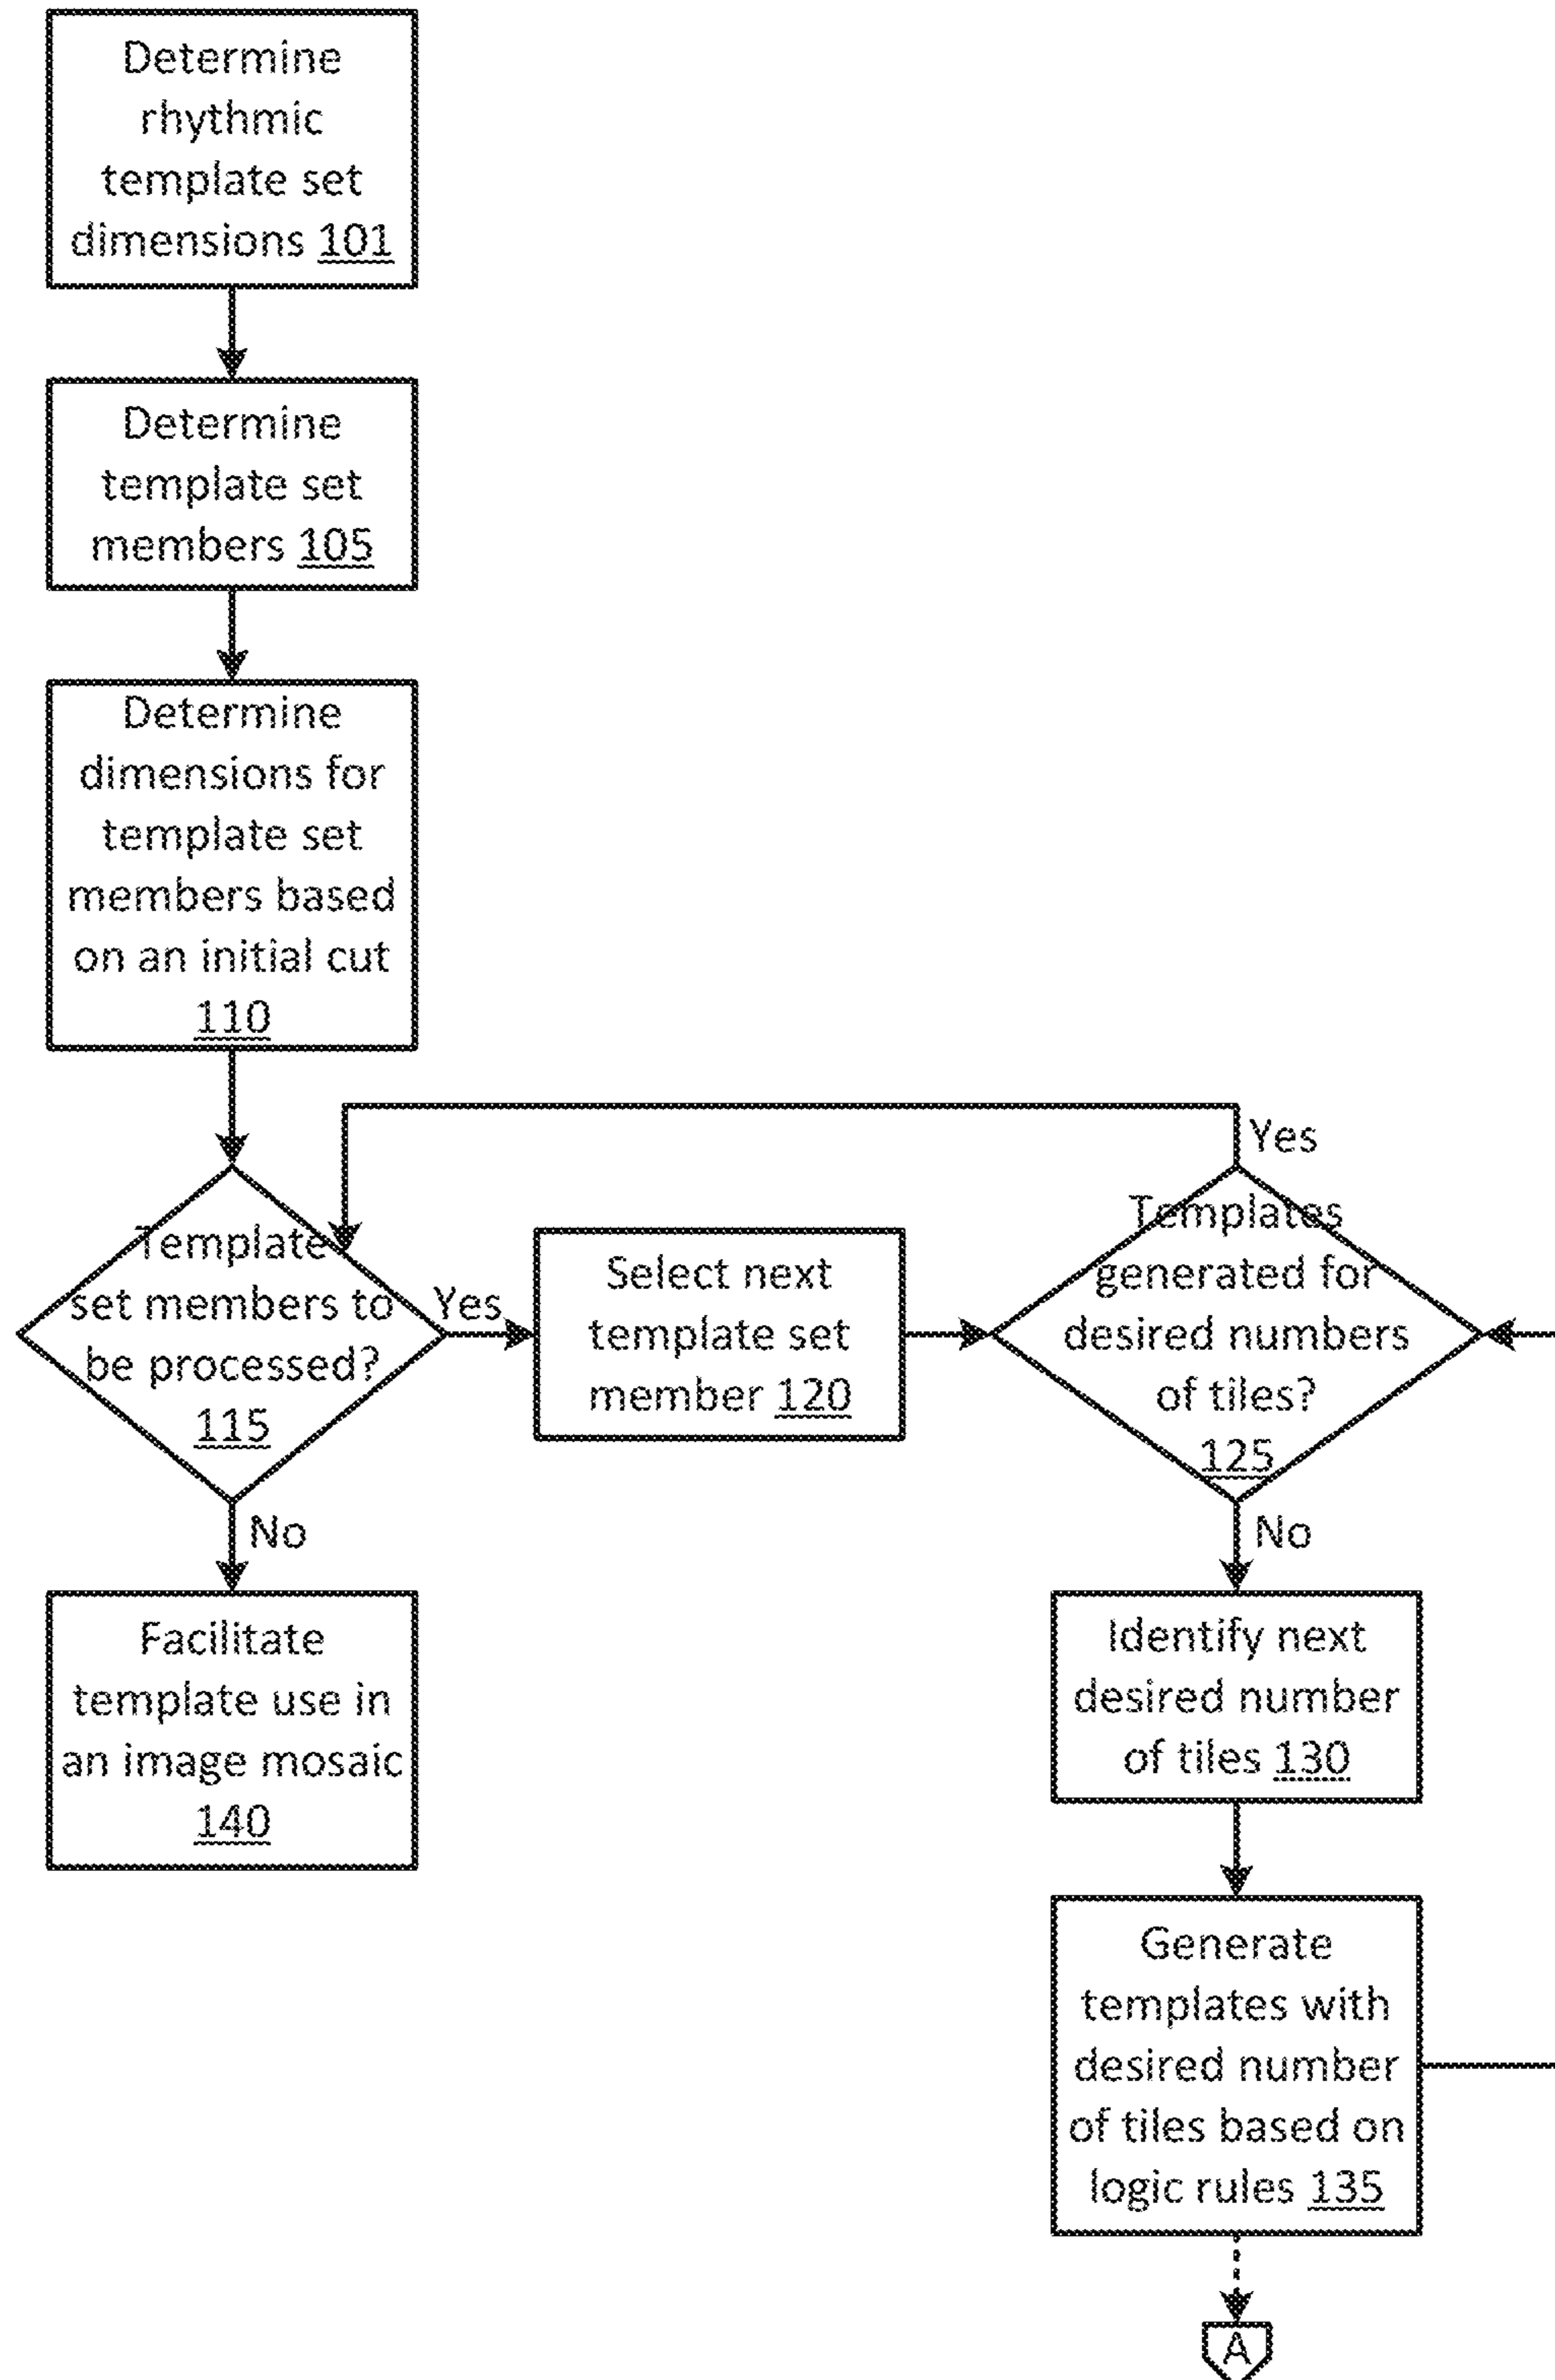 Determine
rhythmic
template set
dimensions 101
Determine
template set
members 105
Determine
dimensions for
template set
members based
on an initial cut
110
Template
set members to
be processed?
115
Yes
No
Select next
template set
member 120
Templates
generated for
desired numbers
of tiles?
125
Yes
No
Facilitate
template use in
an image mosaic
140
Identify next
desired number
of tiles 130
Generate
templates with
desired number
of tiles based on
logic rules 135
A